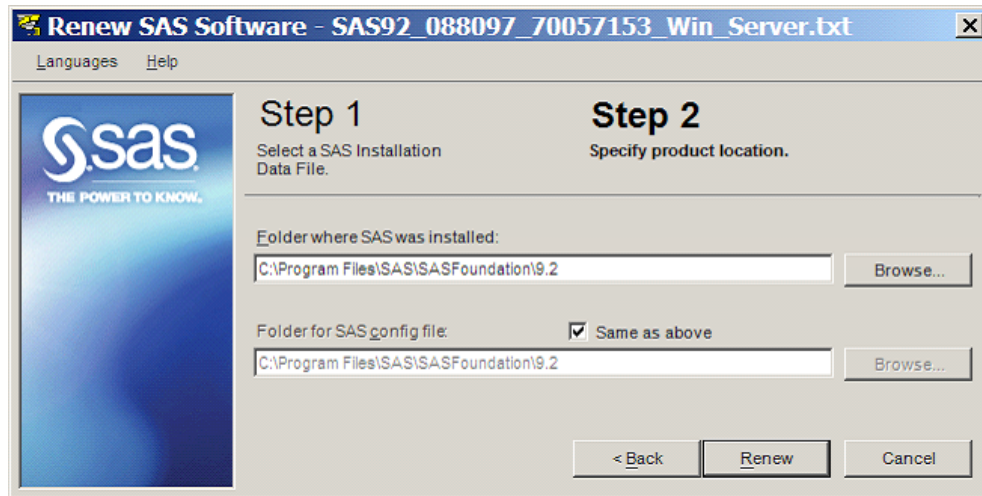 Renew SAS Software - SAS92_088097_70057153_Win_Server.txt
Languages Help
Ssas
THE POWER TO KNOW.
Step 1
Select a SAS Installation
Data File.
Step 2
Specify product location.
Folder where SAS was installed:
C:\Program Files\SAS\SASFoundation\9.2
Browse...
Folder for SAS config file:
Same as above
C:\Program Files\SAS\SASFoundation\9.2
Browse...
< Back
Renew
Cancel